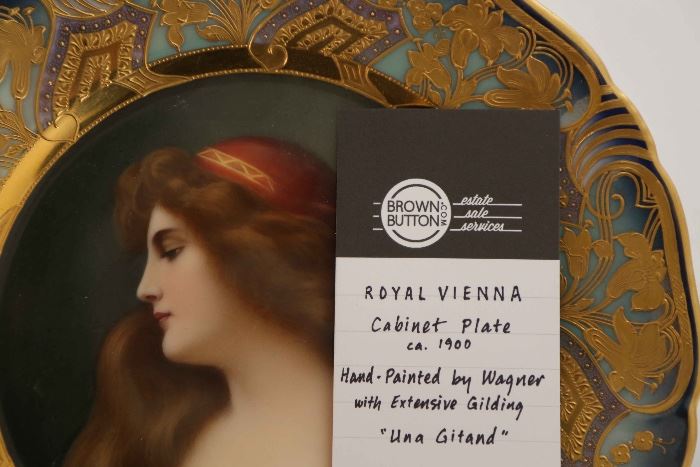 BROWN
BUTTON
.COM
estate
sale
services
ROYAL VIENNA
Cabinet Plate
ca. 1900
Hand-Painted by Wagner
with Extensive Gilding
"Una Gitand"